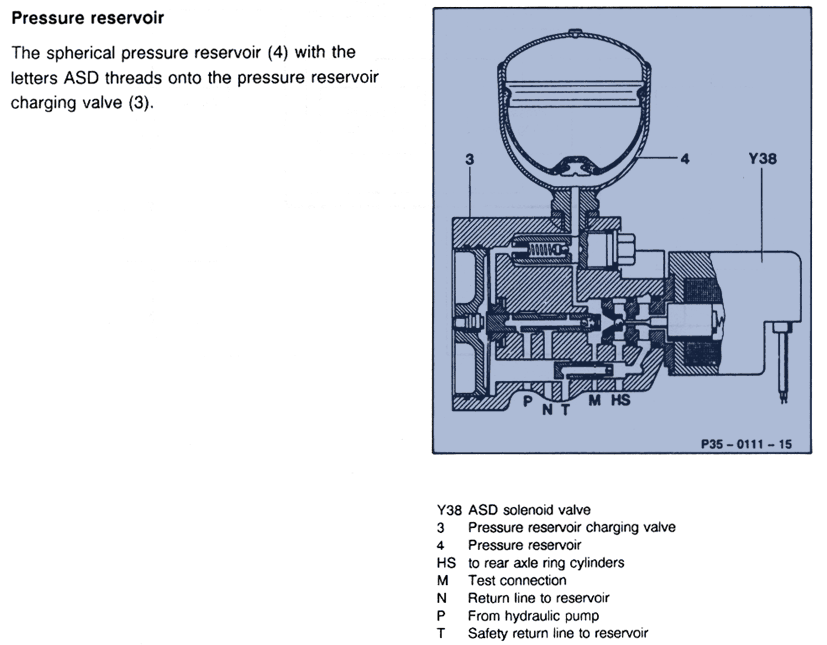 Pressure reservoir
The spherical pressure reservoir (4) with the
letters ASD threads onto the pressure reservoir
charging valve (3).
3
4
Y38
P
N
T
M
HS
P35 – 0111 – 15
Y38 ASD solenoid valve
3 Pressure reservoir charging valve
4 Pressure reservoir
HS to rear axle ring cylinders
M Test connection
N Return line to reservoir
P From hydraulic pump
T Safety return line to reservoir